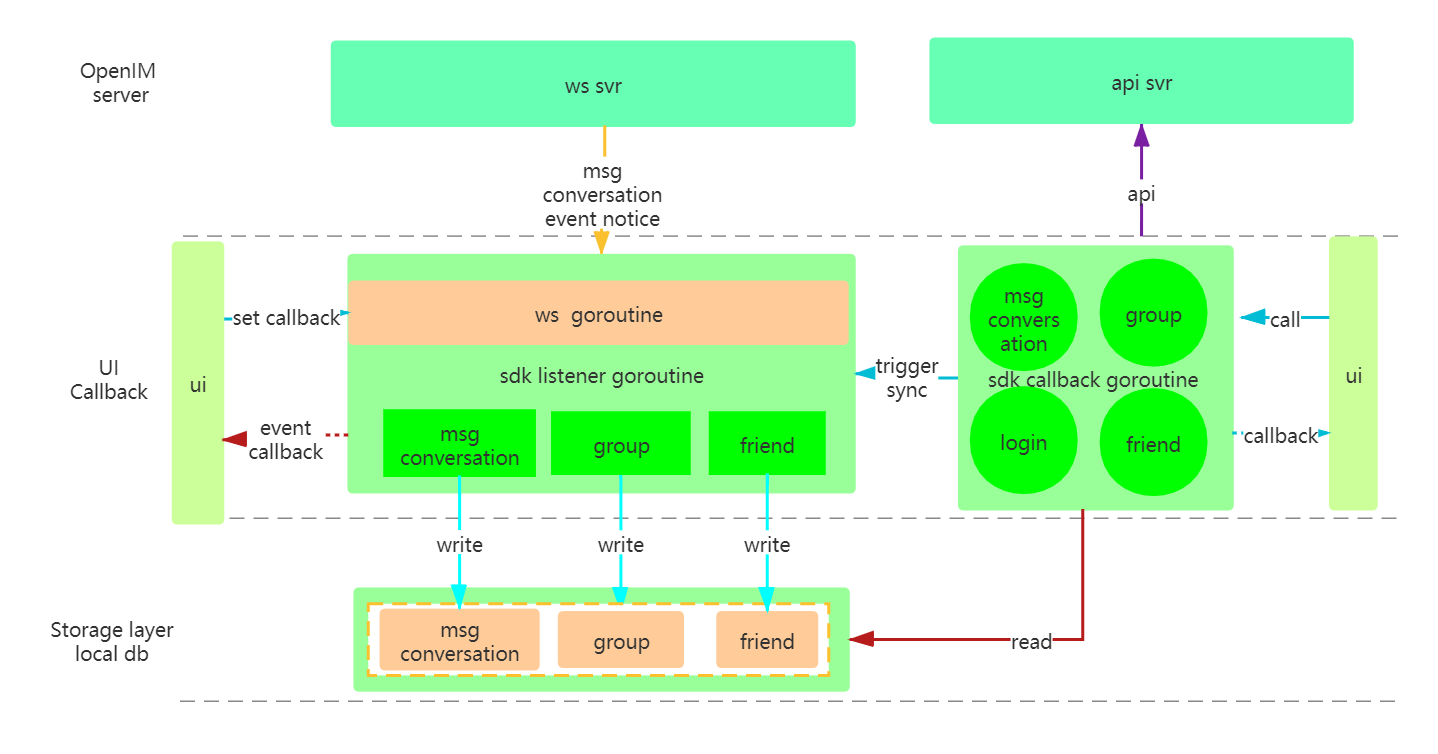 OpenIM
server
ws svr
api svr
msg
conversation
event notice
api
UI
Callback
ui
set callback
event
callback
ws  goroutine
sdk listener goroutine
msg
conversation
group
friend
trigger
sync
msg
convers
ation
group
sdk callback goroutine
login
friend
call
callback
ui
write
write
write
Storage layer
local db
msg
conversation
group
friend
read